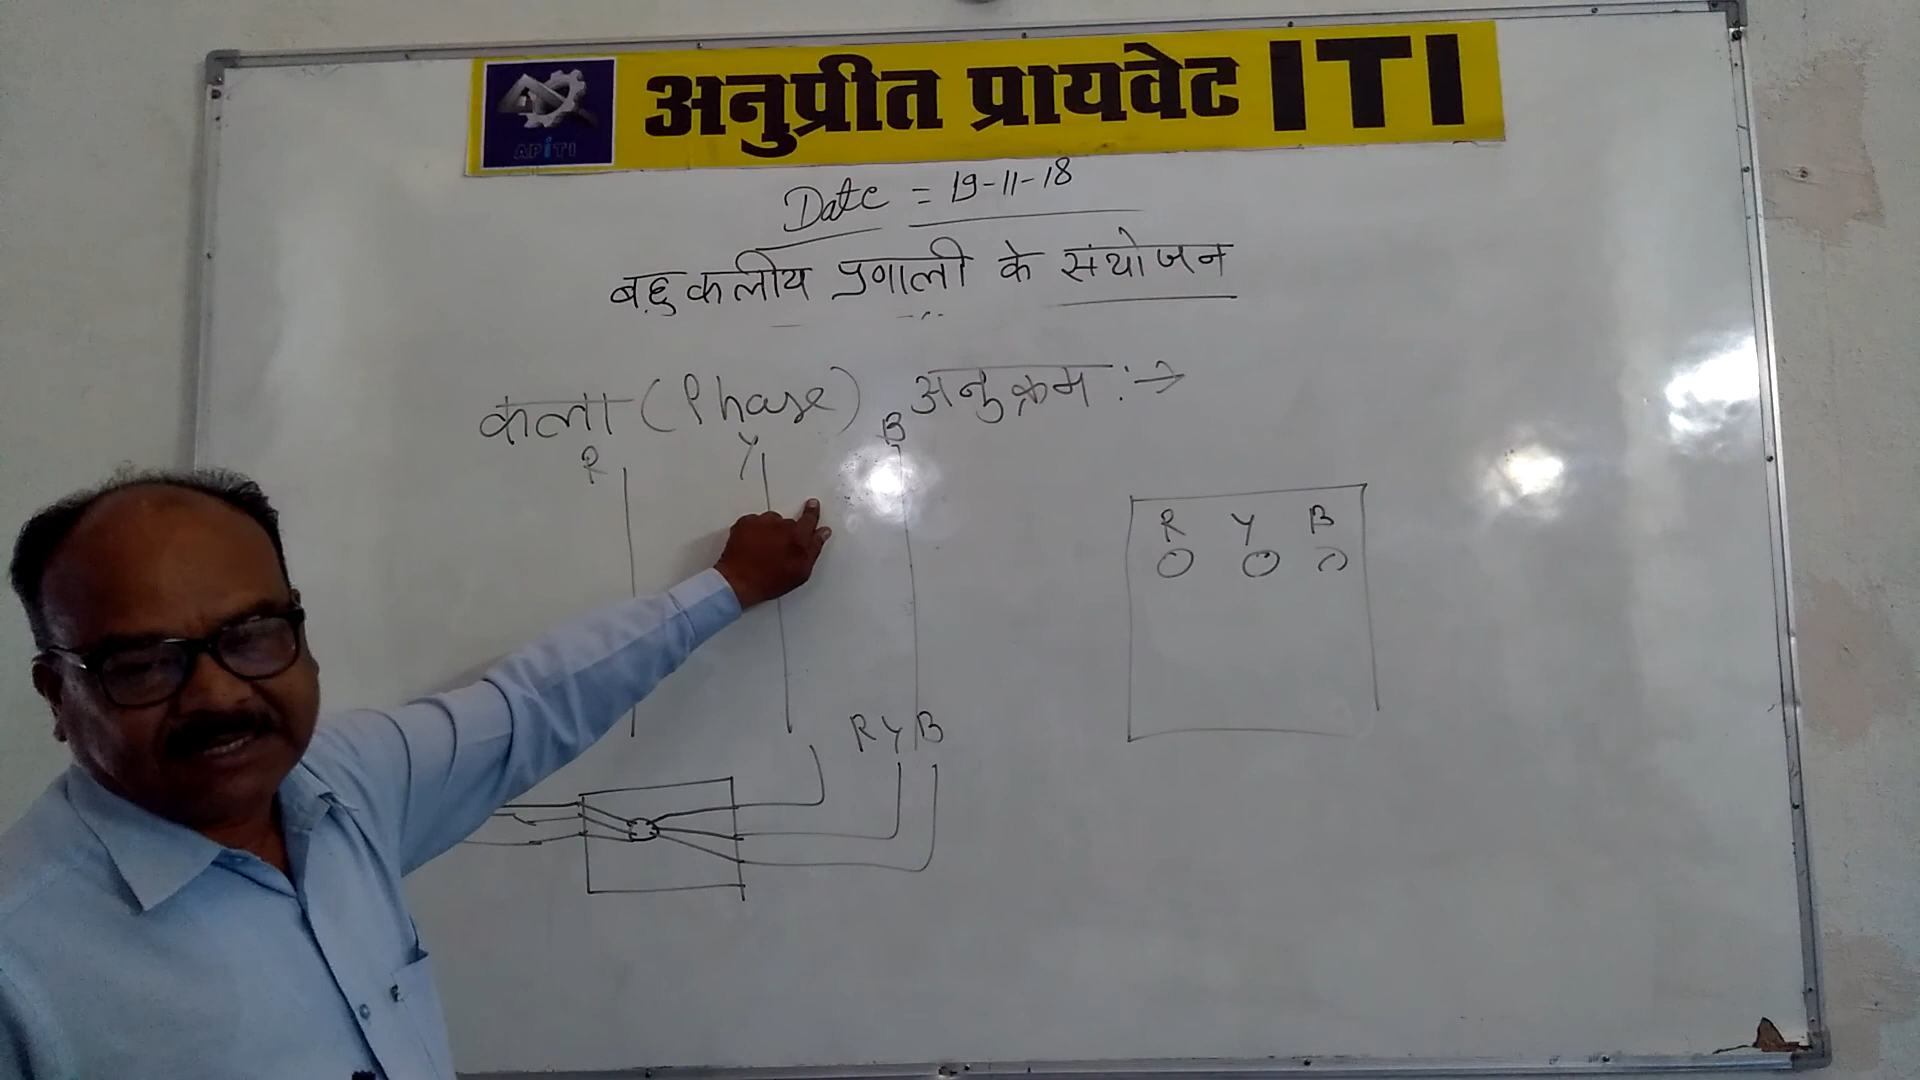 अनुप्रीत प्रायवेट ITI
APiTI
Date = 19-11-18
बहुकलीय प्रणाली के संयोजन
कला (Phase) अनुक्रम :→
R Y B
R Y B
R Y B